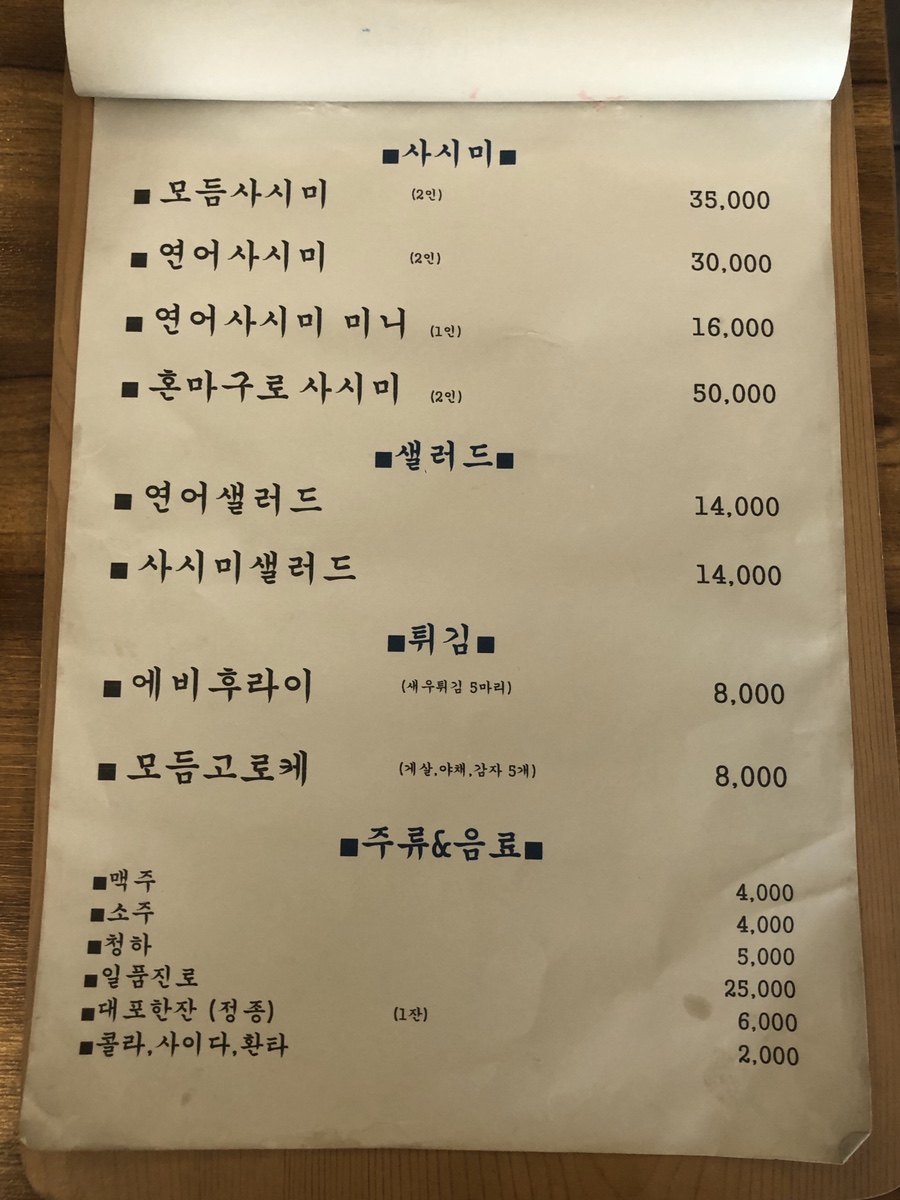 ■사시미■
■ 모듬사시미 (2인) 35,000
■ 연어사시미 (2인) 30,000
■ 연어사시미 미니 (1인) 16,000
■ 혼마구로 사시미 (2인) 50,000
■샐러드■
■ 연어샐러드 14,000
■ 사시미샐러드 14,000
■튀김■
■ 에비후라이 (새우튀김 5마리) 8,000
■ 모듬고로케 (게살,야채,감자 5개) 8,000
■주류&음료■
■맥주 4,000
■소주 4,000
■청하 5,000
■일품진로 25,000
■대포한잔 (정종) (1잔) 6,000
■콜라,사이다,환타 2,000